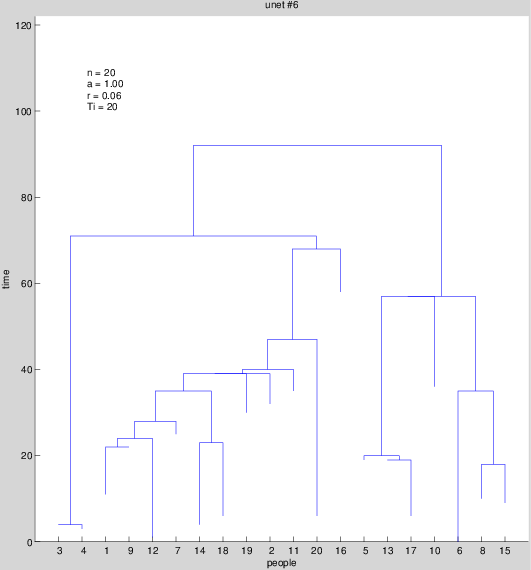 unet #6
120
n = 20
a = 1.00
r = 0.06
Ti = 20
100
80
time
60
40
20
0
3 4 1 9 12 7 14 18 19 2 11 20 16 5 13 17 10 6 8 15
people